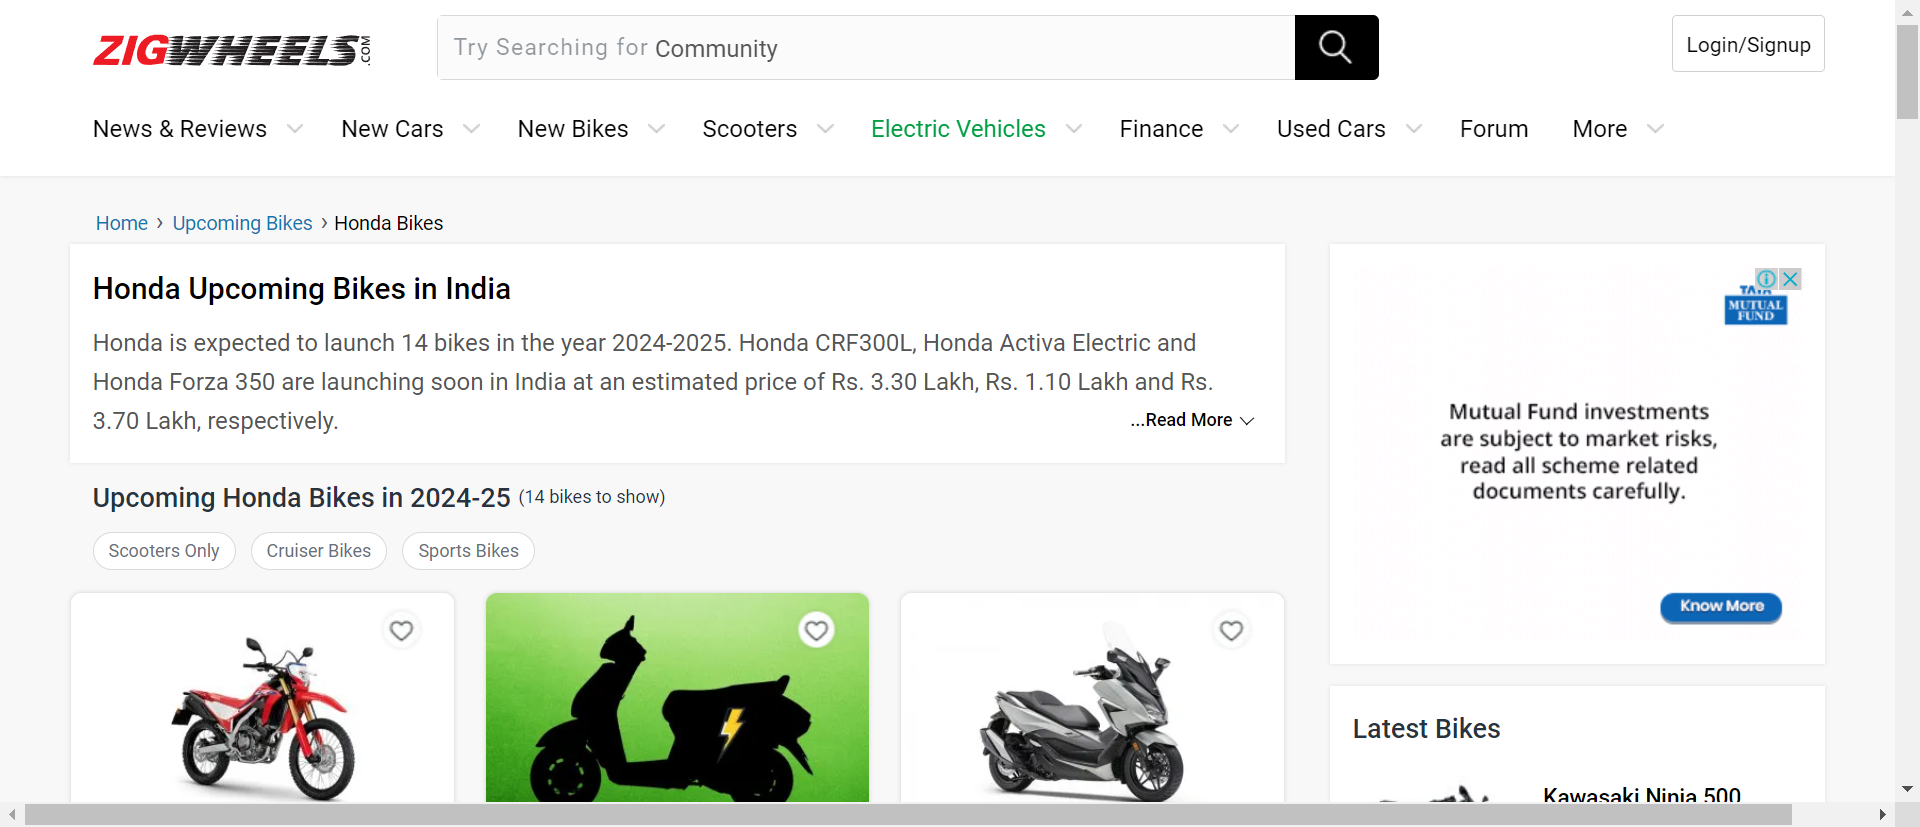 ZIGWHEELS.COM
Try Searching for Community
Login/Signup
News & Reviews New Cars New Bikes Scooters Electric Vehicles Finance Used Cars Forum More
Home › Upcoming Bikes › Honda Bikes
Honda Upcoming Bikes in India
Honda is expected to launch 14 bikes in the year 2024-2025. Honda CRF300L, Honda Activa Electric and
Honda Forza 350 are launching soon in India at an estimated price of Rs. 3.30 Lakh, Rs. 1.10 Lakh and Rs.
3.70 Lakh, respectively.
...Read More
Upcoming Honda Bikes in 2024-25 (14 bikes to show)
Scooters Only Cruiser Bikes Sports Bikes
TATA
MUTUAL
FUND
Mutual Fund investments
are subject to market risks,
read all scheme related
documents carefully.
Know More
Latest Bikes
Kawasaki Ninja 500